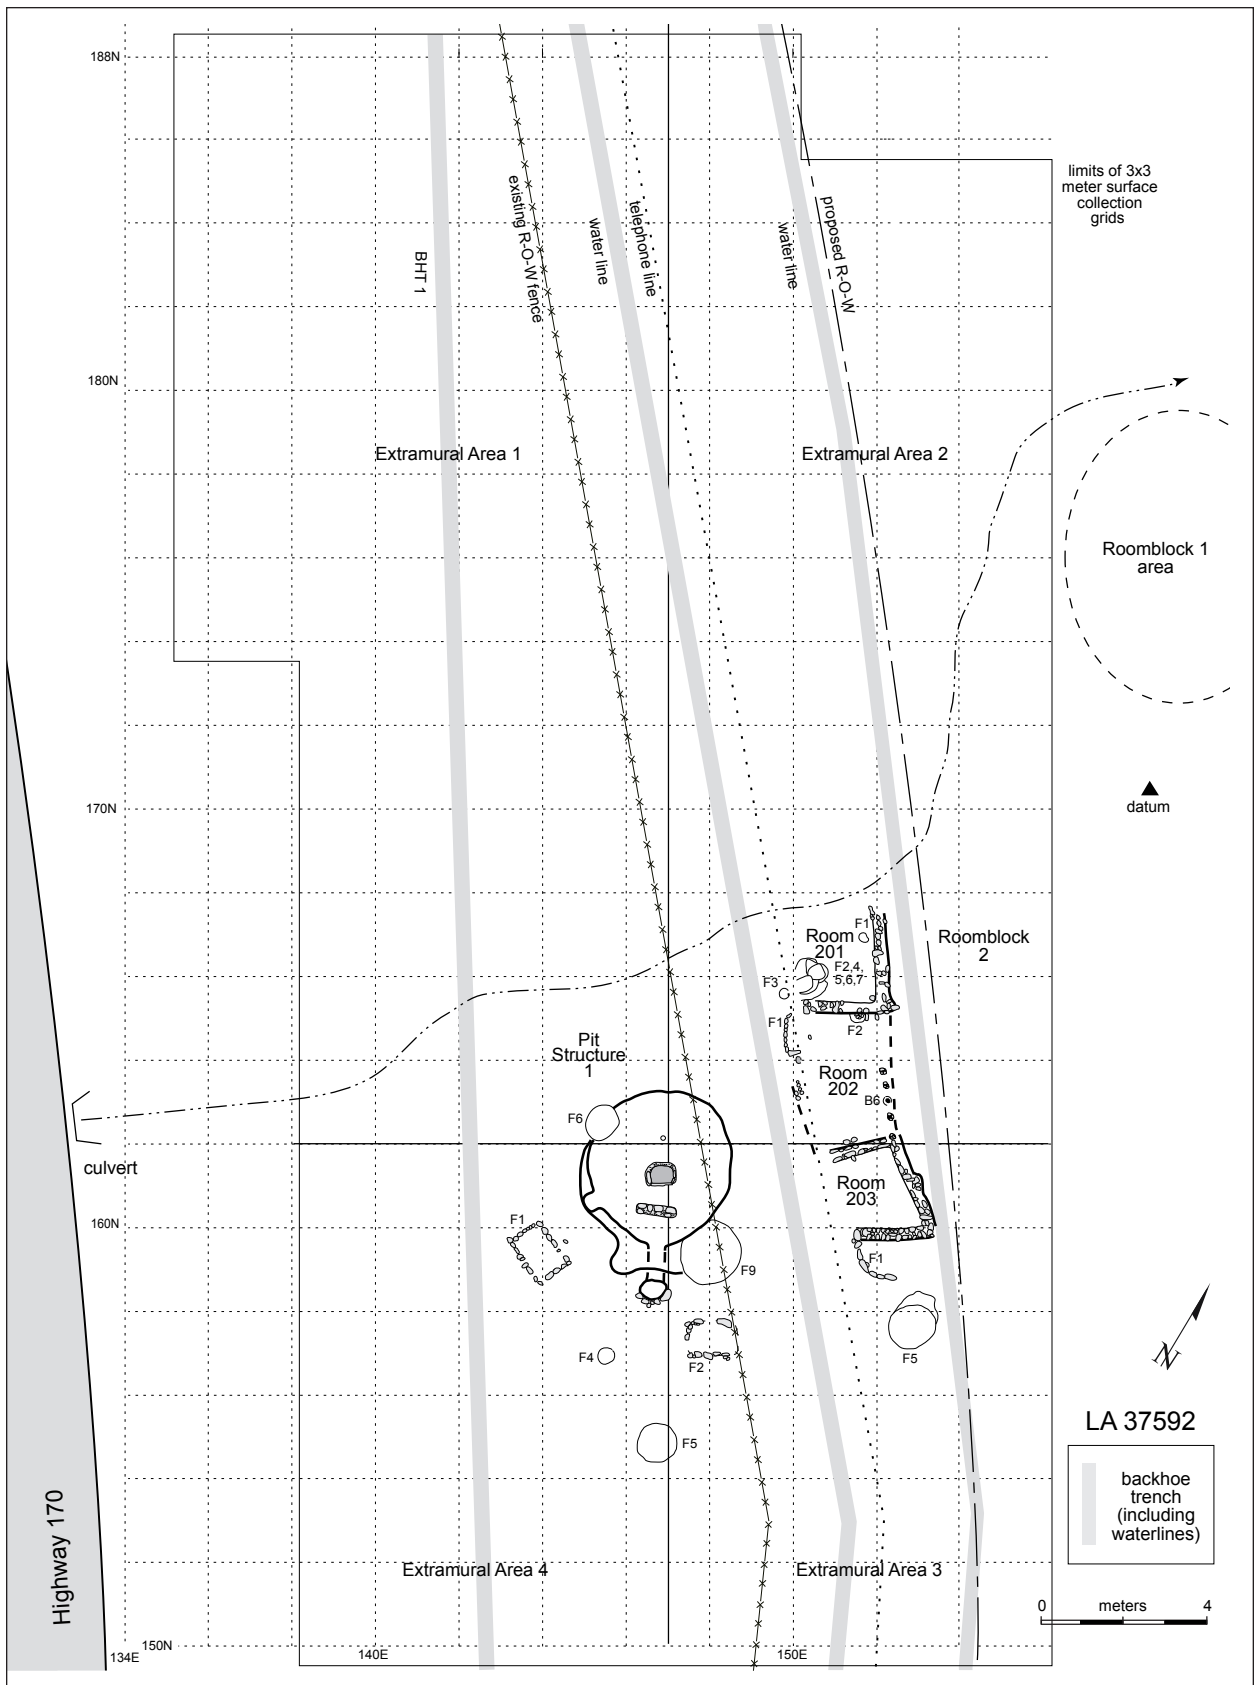 188N
limits of 3x3
meter surface
collection
grids
existing R-O-W fence
water line
telephone line
water line
proposed R-O-W
BHT 1
180N
Extramural Area 1
Extramural Area 2
Roomblock 1
area
170N
datum
F1
Room
201
Roomblock
2
F2,4,
5,6,7
F3
F1
F2
Pit
Structure
1
Room
202
B6
F6
culvert
Room
203
F1
160N
F1
F9
F4
F2
F5
N
F5
LA 37592
backhoe
trench
(including
waterlines)
Highway 170
Extramural Area 4
Extramural Area 3
0 meters 4
134E
150N
140E
150E